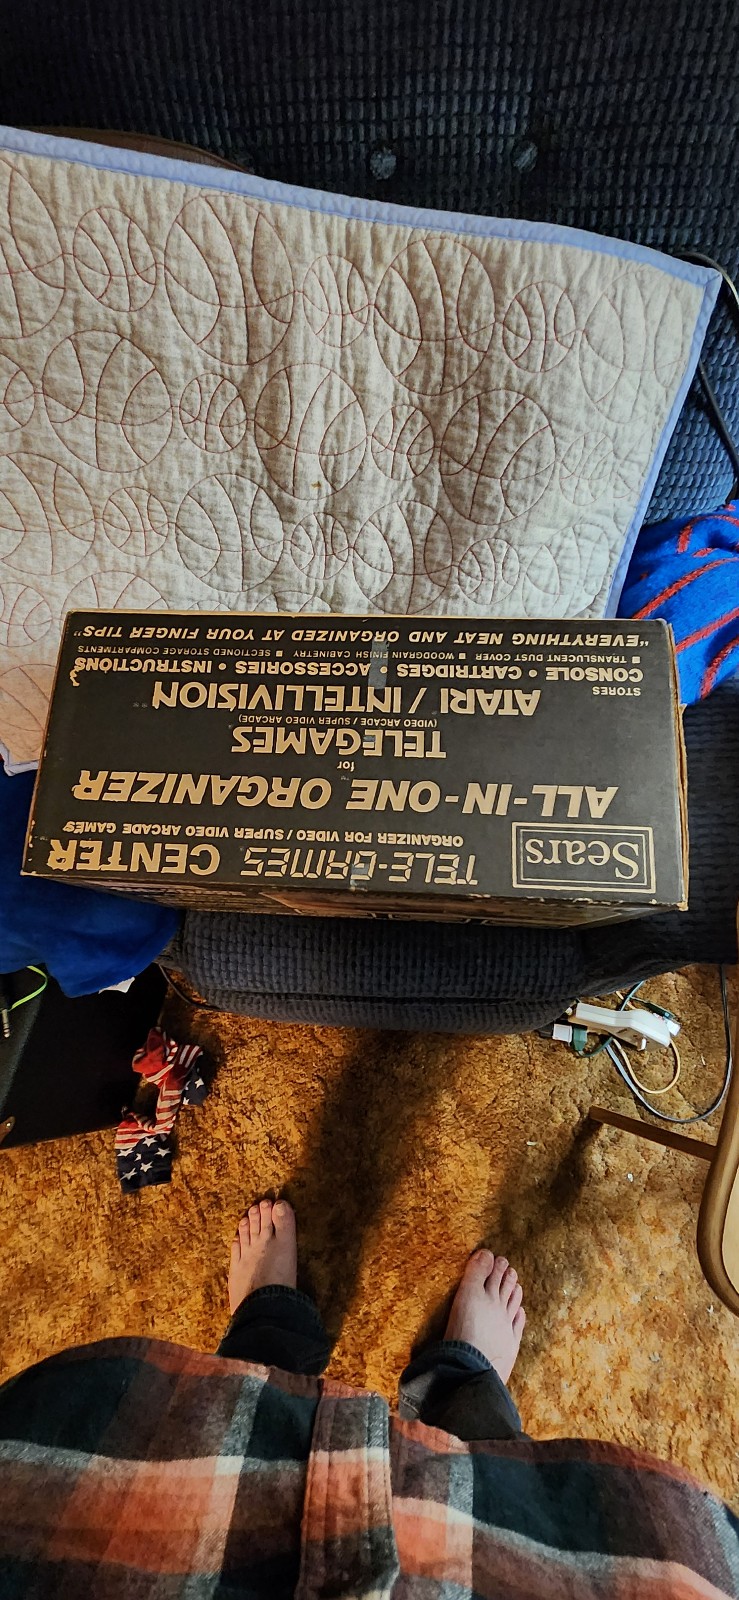 Sears
TELE-GAMES CENTER
ORGANIZER FOR VIDEO / SUPER VIDEO ARCADE GAMES
ALL-IN-ONE ORGANIZER
for
TELEGAMES
(VIDEO ARCADE / SUPER VIDEO ARCADE)
ATARI / INTELLIVISION
STORES
CONSOLE • CARTRIDGES • ACCESSORIES • INSTRUCTIONS
■ TRANSLUCENT DUST COVER ■ WOODGRAIN FINISH CABINETRY ■ SECTIONED STORAGE COMPARTMENTS
"EVERYTHING NEAT AND ORGANIZED AT YOUR FINGER TIPS"